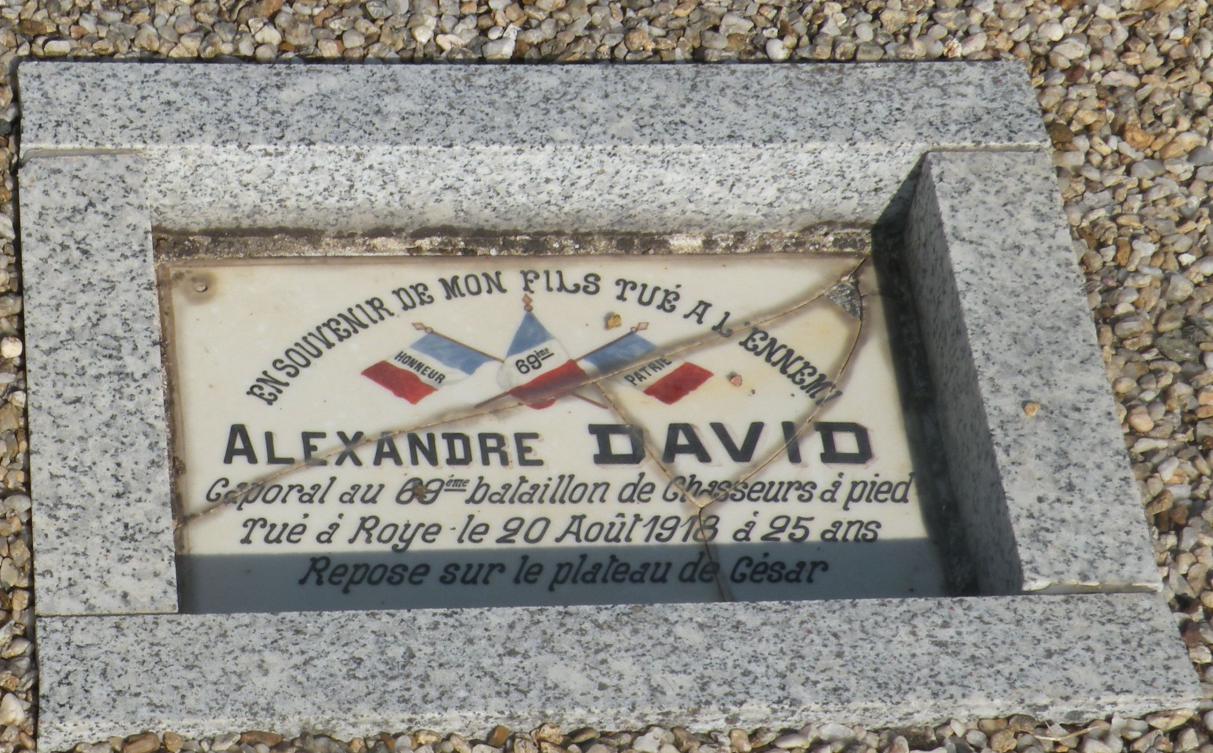 EN SOUVENIR DE MON FILS TUÉ A L'ENNEMI
HONNEUR
69ème
PATRIE
ALEXANDRE DAVID
Caporal au 69ème bataillon de Chasseurs à pied
Tué à Roye le 20 Août 1918 à 25 ans
Repose sur le plateau de César